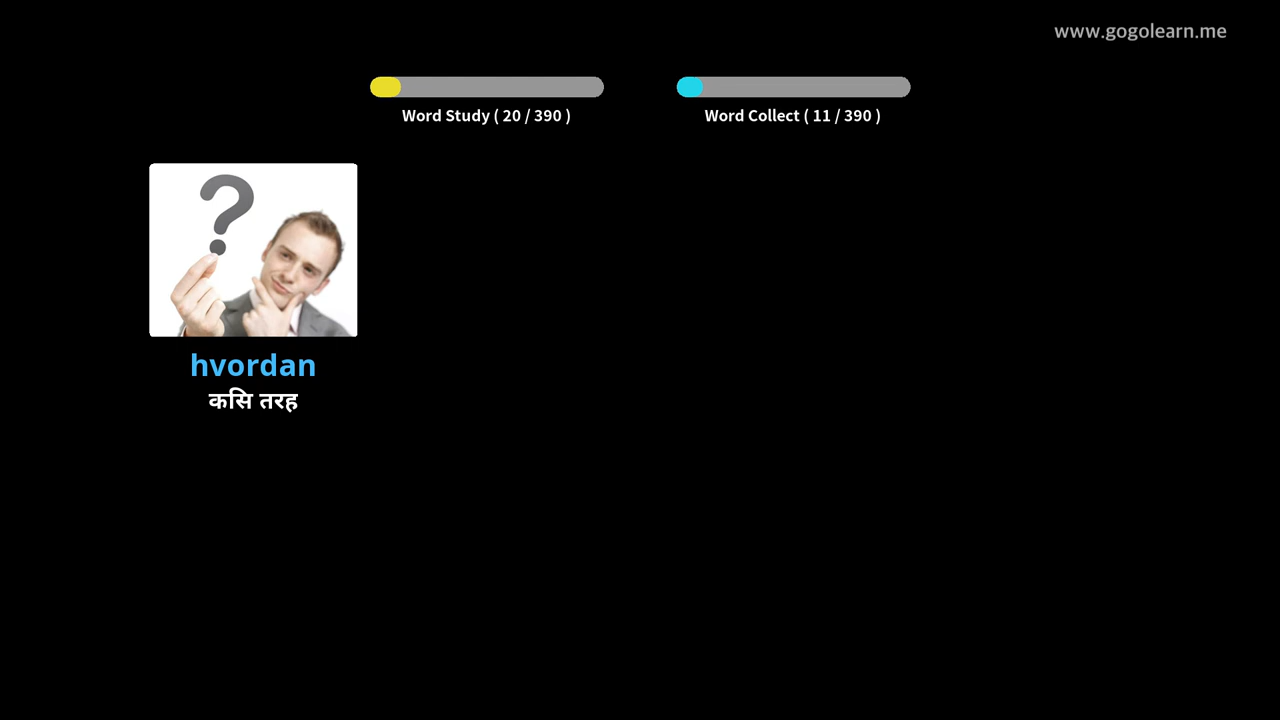 www.gogolearn.me
Word Study ( 20 / 390 )
Word Collect ( 11 / 390 )
hvordan
कसि तरह